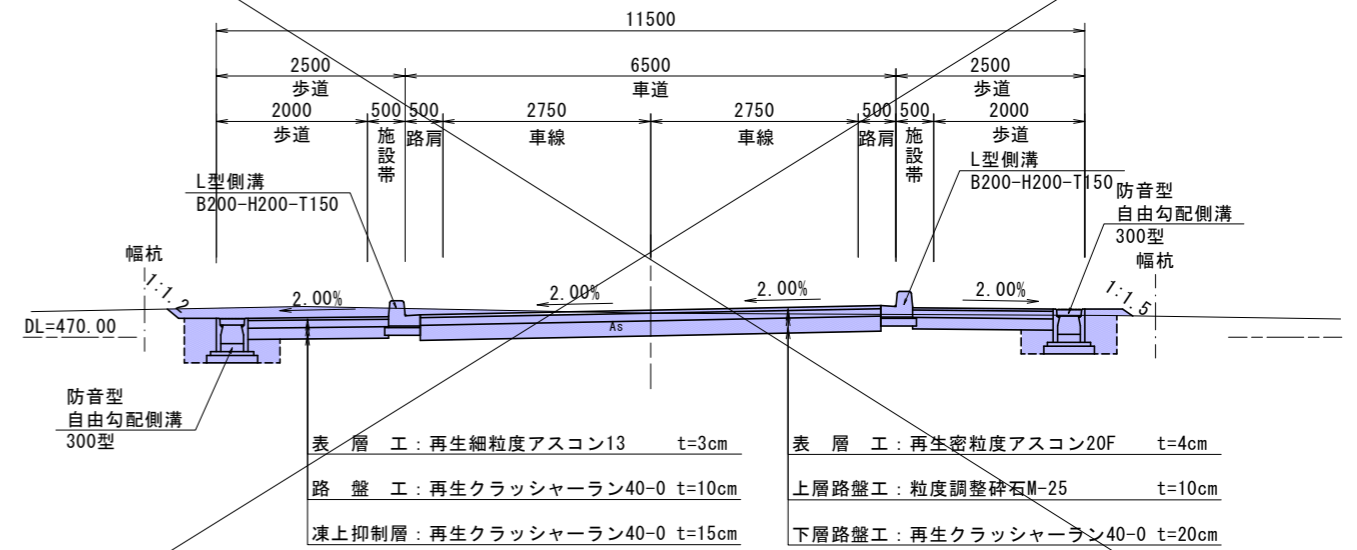 11500
2500 6500 2500
歩道 車道 歩道
2000 500 500 2750 2750 500 500 2000
歩道 施設帯 路肩 車線 車線 路肩 施設帯 歩道
L型側溝
B200-H200-T150
L型側溝
B200-H200-T150
防音型
自由勾配側溝
300型
幅杭
幅杭
1:1.2
2.00% 2.00% 2.00% 2.00%
1:1.5
DL=470.00
As
防音型
自由勾配側溝
300型
表 層 工：再生細粒度アスコン13 t=3cm
路 盤 工：再生クラッシャーラン40-0 t=10cm
凍上抑制層：再生クラッシャーラン40-0 t=15cm
表 層 工：再生密粒度アスコン20F t=4cm
上層路盤工：粒度調整砕石M-25 t=10cm
下層路盤工：再生クラッシャーラン40-0 t=20cm